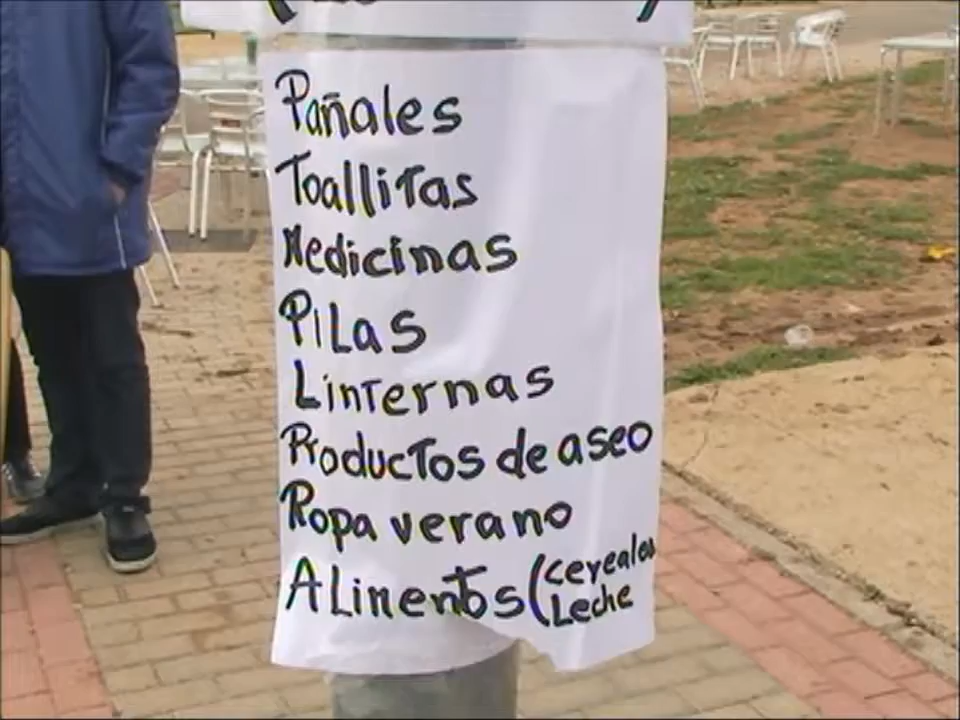 Pañales
Toallitas
Medicinas
Pilas
Linternas
Productos de aseo
Ropa verano
Alimentos (cereales
Leche